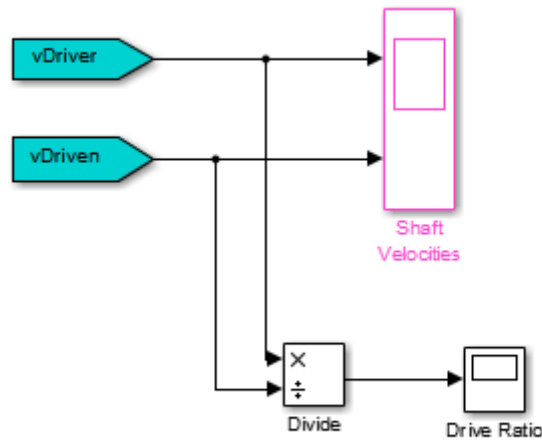 vDriver
vDriven
Shaft
Velocities
×
÷
Divide
Drive Ratio